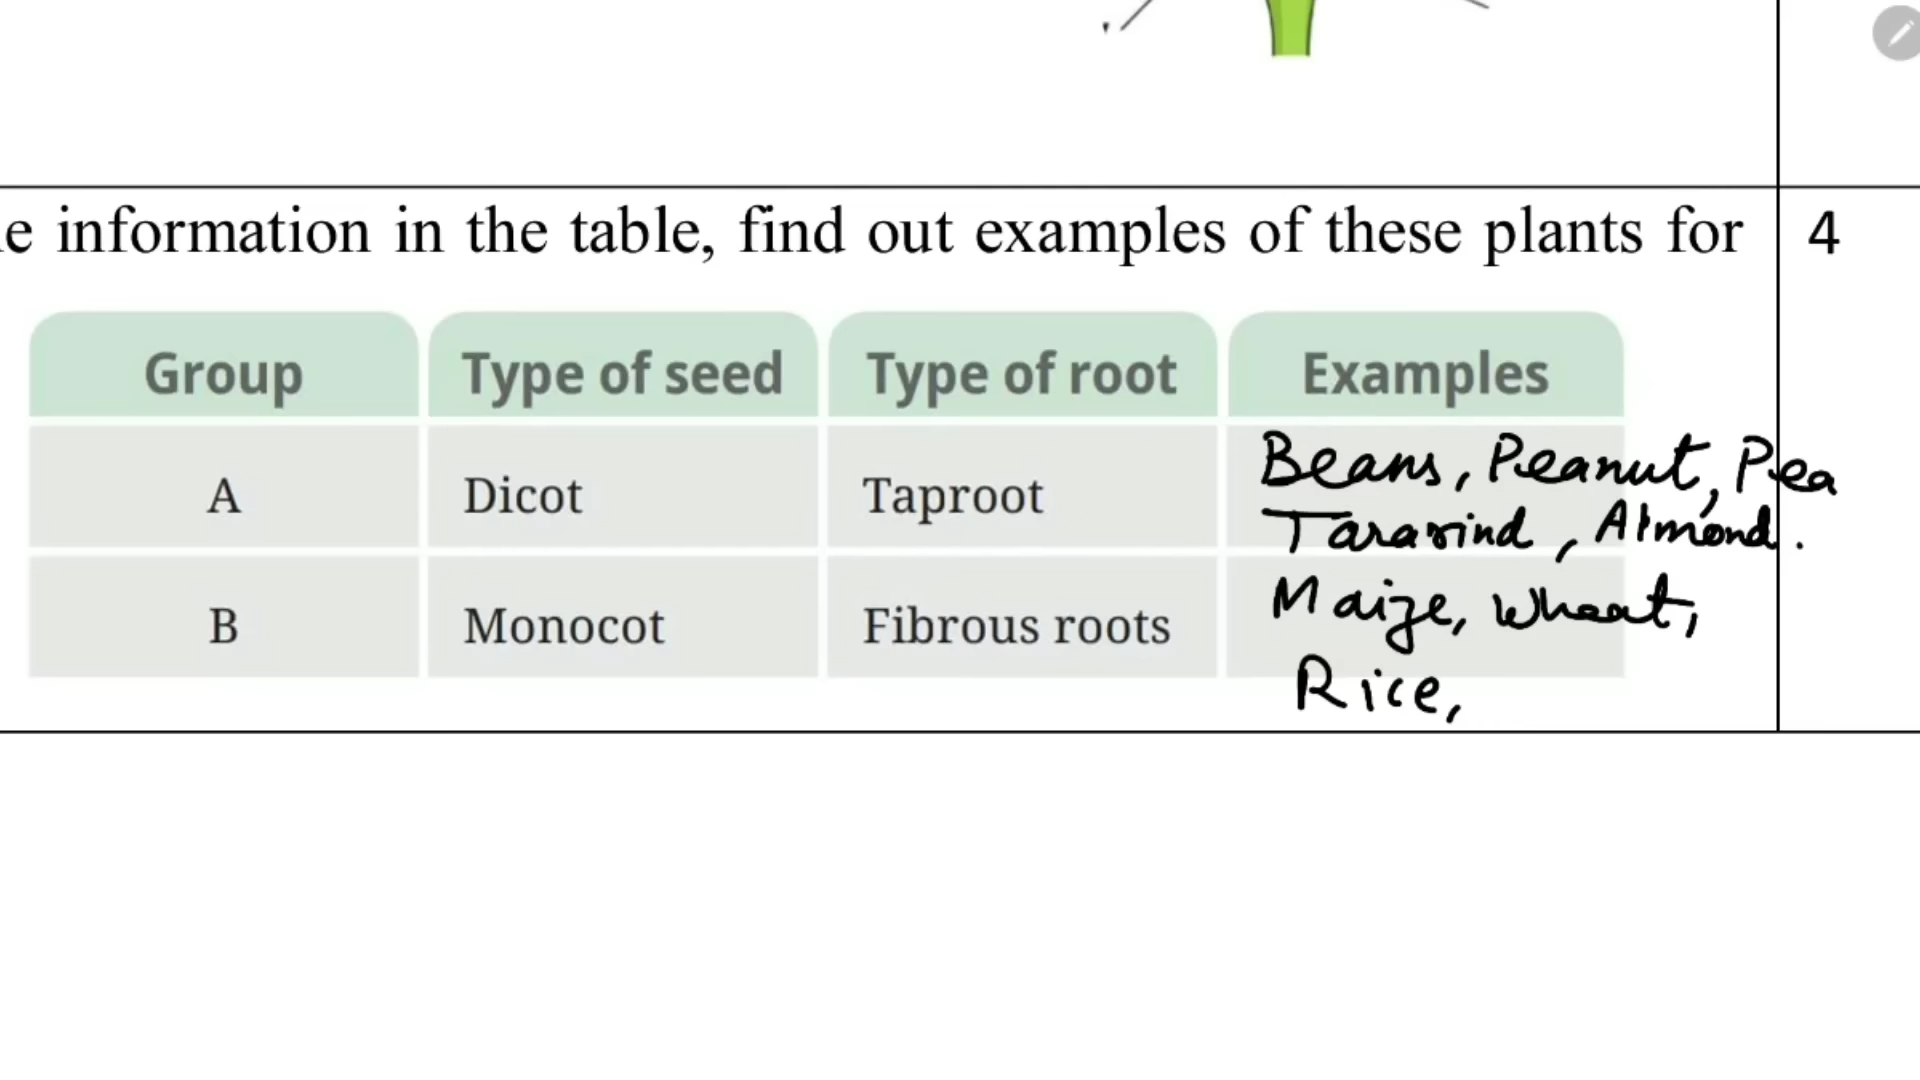 e information in the table, find out examples of these plants for 4
Group Type of seed Type of root Examples
Beans, Peanut, Pea
A Dicot Taproot
Tararind, Almond.
Maize, Wheat,
B Monocot Fibrous roots
Rice,